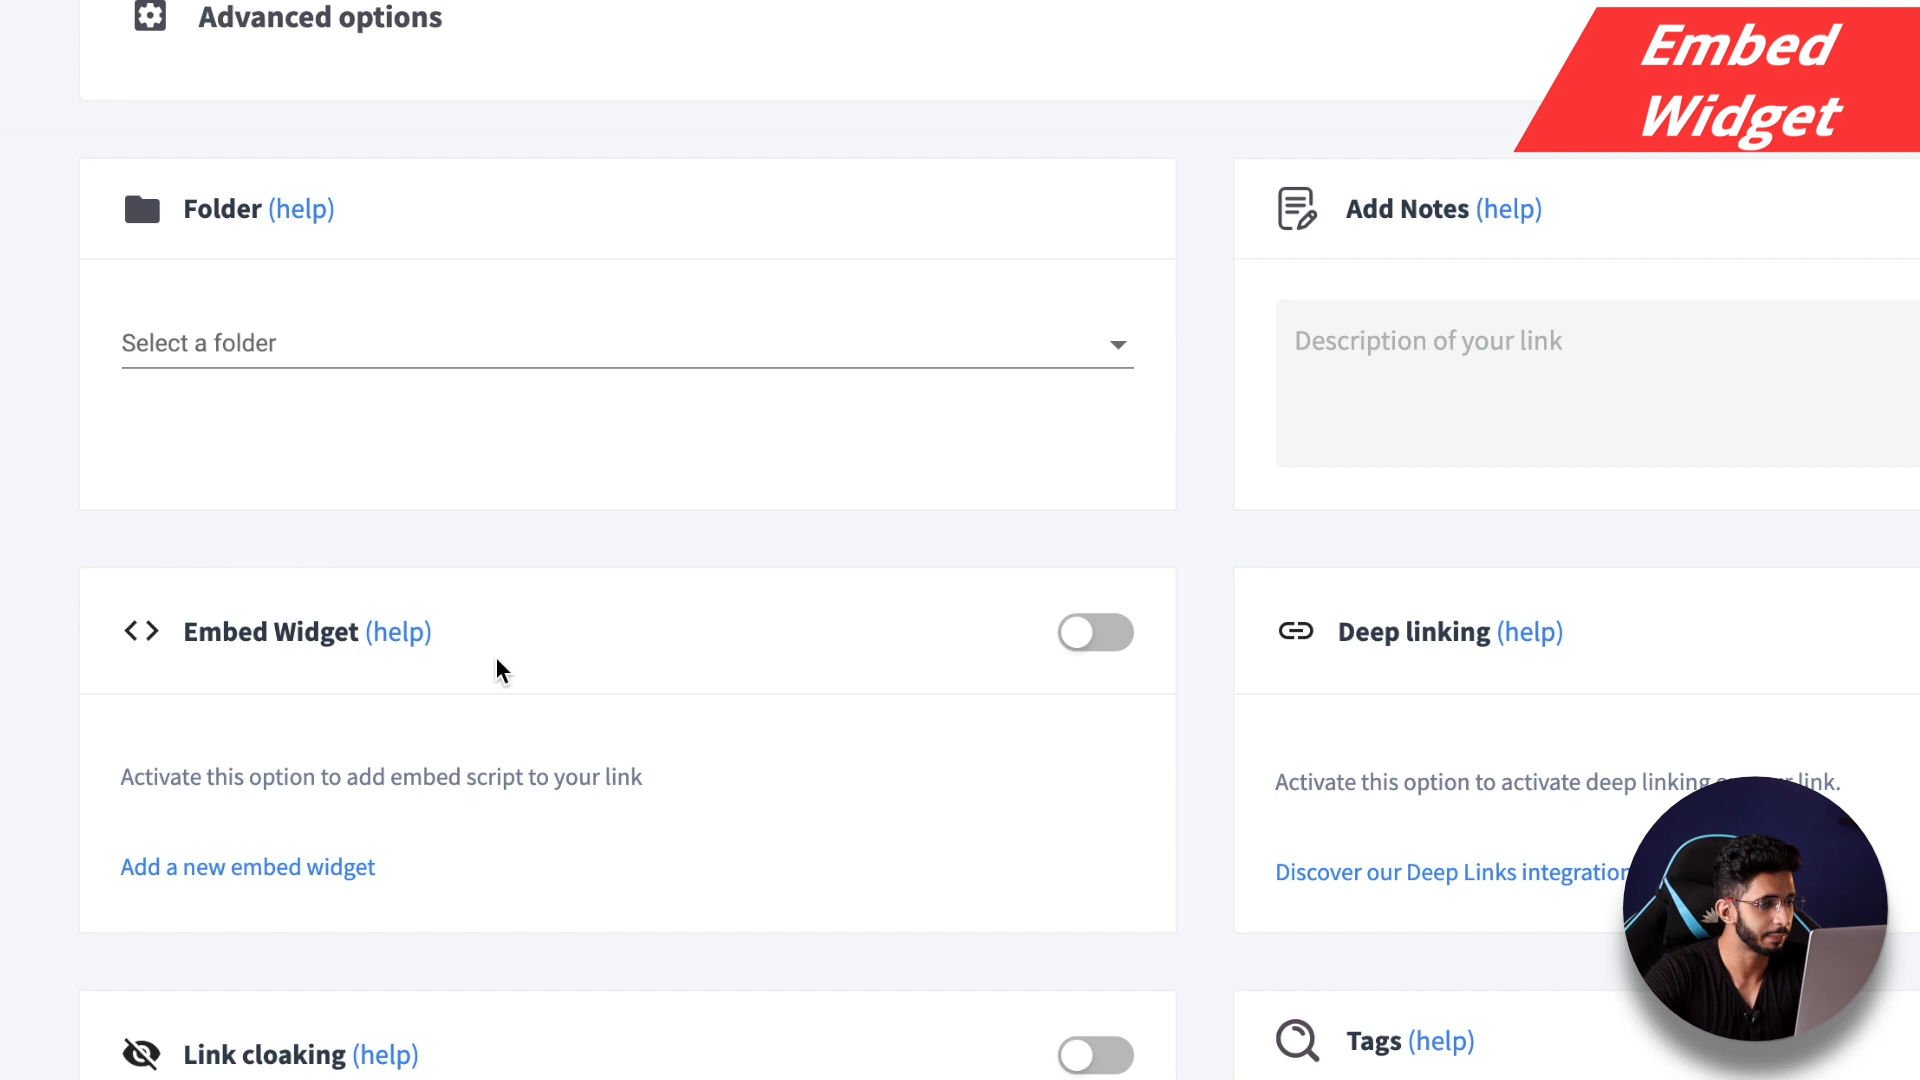 Advanced options
Embed
Widget
Folder (help)
Add Notes (help)
Select a folder
Description of your link
Embed Widget (help)
Deep linking (help)
Activate this option to add embed script to your link
Activate this option to activate deep linking link.
Add a new embed widget
Discover our Deep Links integration
Link cloaking (help)
Tags (help)